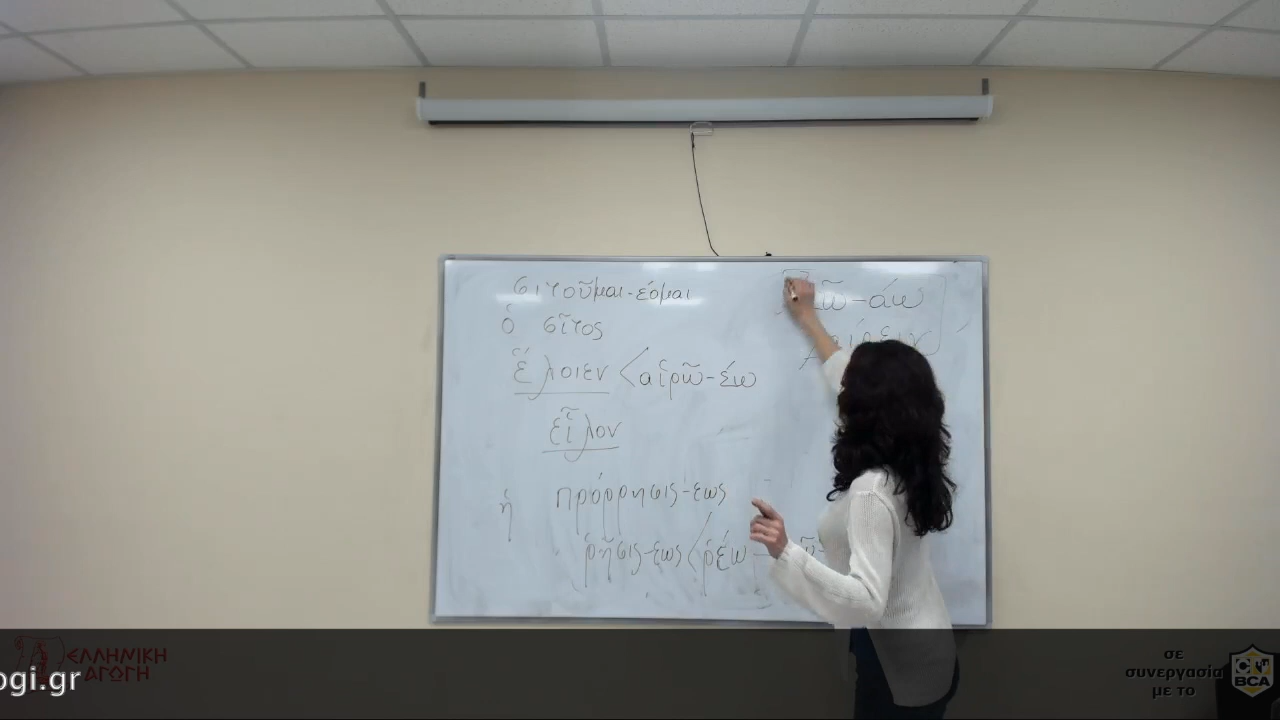 σιτοῦμαι-έομαι
ὁ σῖτος
ἕλοιεν < αἱρῶ-έω
εἷλον
ἡ πρόρρησις-εως
ῥῆσις-εως < ῥέω
ῶ-άω
ΕΛΛΗΝΙΚΗ
ΑΓΩΓΗ
ogi.gr
σε
συνεργασία
με το
BCA